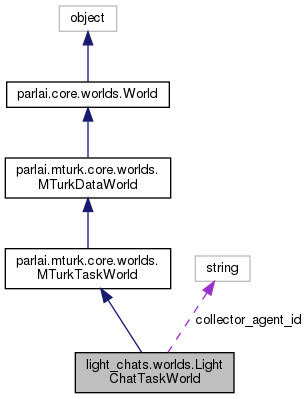 object
parlai.core.worlds.World
parlai.mturk.core.worlds.
MTurkDataWorld
parlai.mturk.core.worlds.
MTurkTaskWorld
string
collector_agent_id
light_chats.worlds.Light
ChatTaskWorld